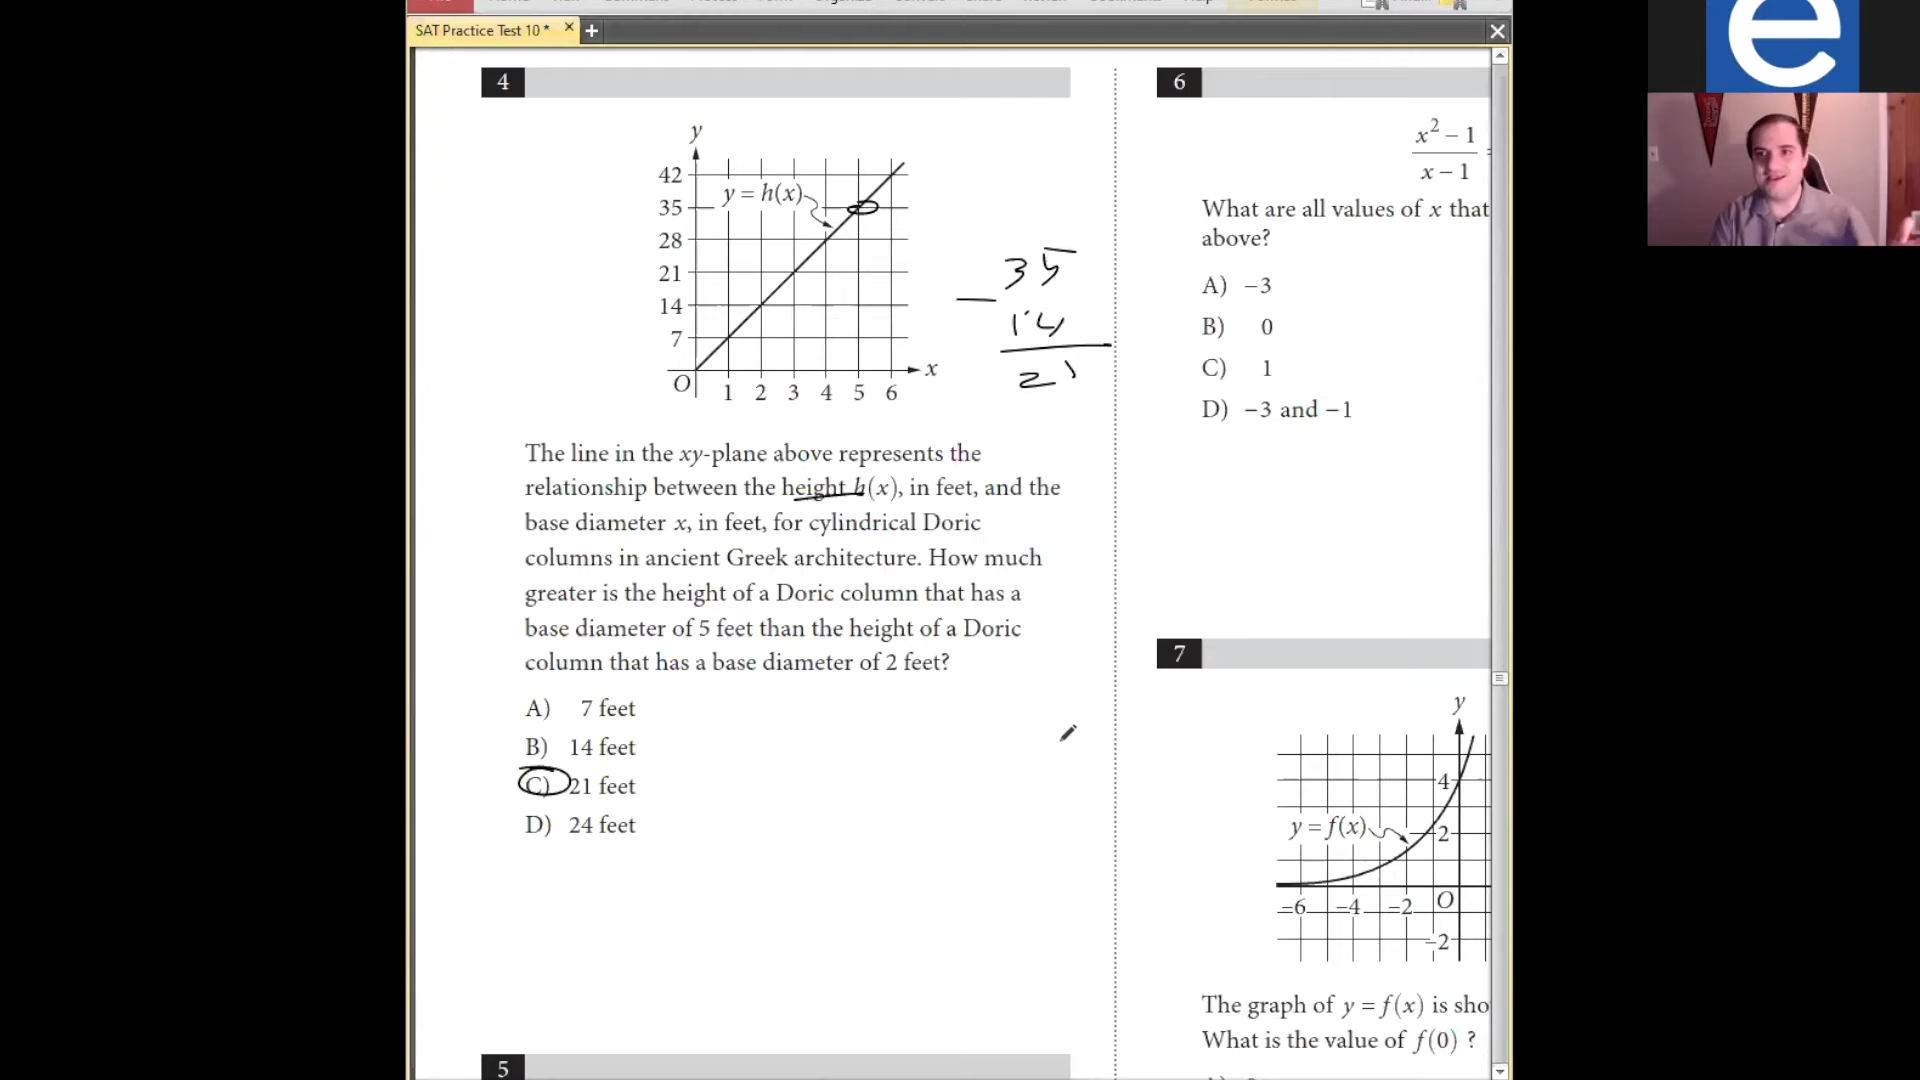 SAT Practice Test 10 *
4
y
42
35
28
21
14
7
y = h(x)
O
1 2 3 4 5 6
x
35
14
21
The line in the xy-plane above represents the
relationship between the height h(x), in feet, and the
base diameter x, in feet, for cylindrical Doric
columns in ancient Greek architecture. How much
greater is the height of a Doric column that has a
base diameter of 5 feet than the height of a Doric
column that has a base diameter of 2 feet?
A) 7 feet
B) 14 feet
C) 21 feet
D) 24 feet
5
6
x² − 1
x − 1
What are all values of x that
above?
A) −3
B) 0
C) 1
D) −3 and −1
7
y
4
y = f(x)
2
−6 −4 −2 O
−2
The graph of y = f(x) is sho
What is the value of f(0) ?
e